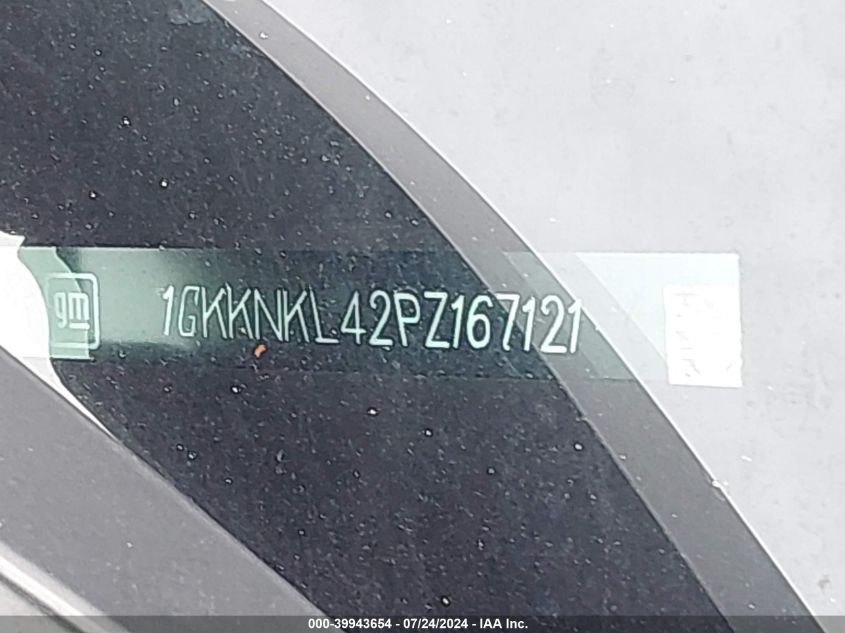 gm 1GKKNKL42PZ167121
000-39943654 - 07/24/2024 - IAA Inc.